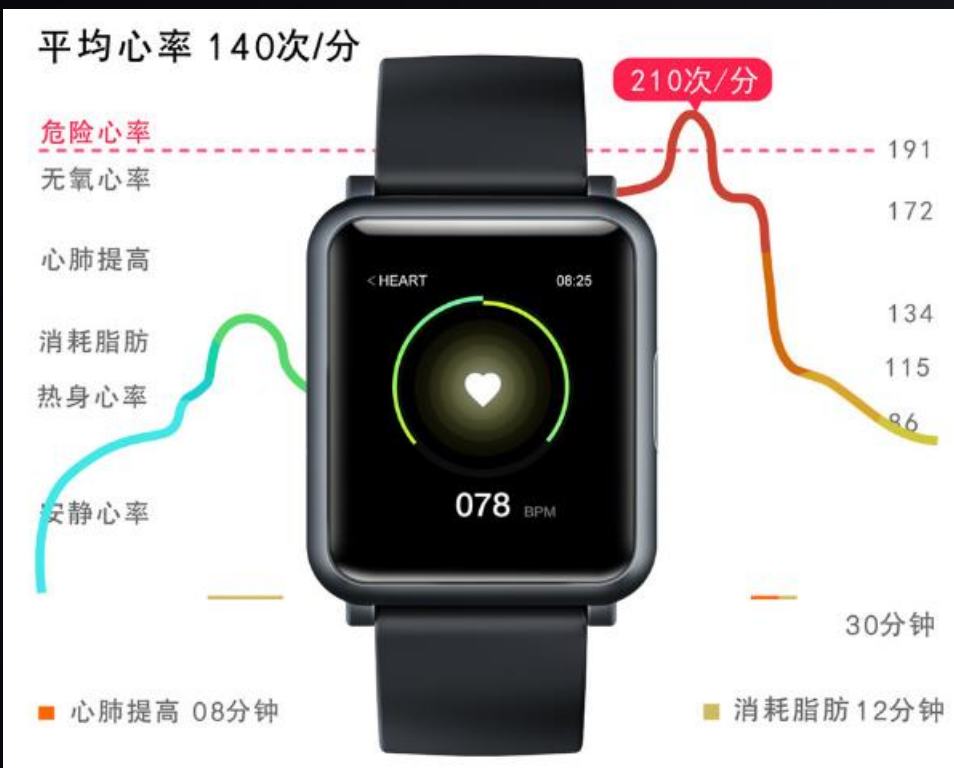 平均心率 140次/分
210次/分
危险心率
191
无氧心率
172
心肺提高
< HEART 08:25
134
消耗脂肪
115
热身心率
86
078 BPM
安静心率
30分钟
心肺提高 08分钟
消耗脂肪 12分钟